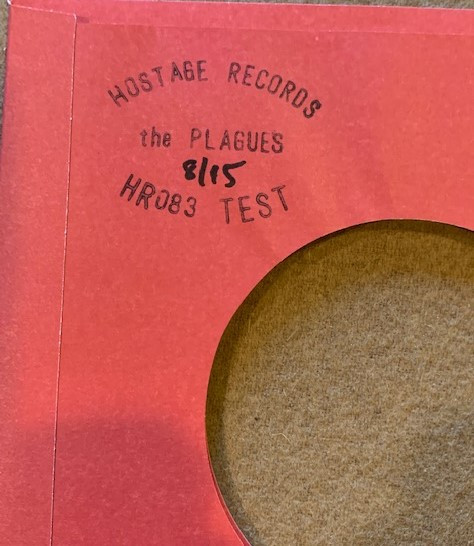 HOSTAGE RECORDS
the PLAGUES
8/15
HR083 TEST